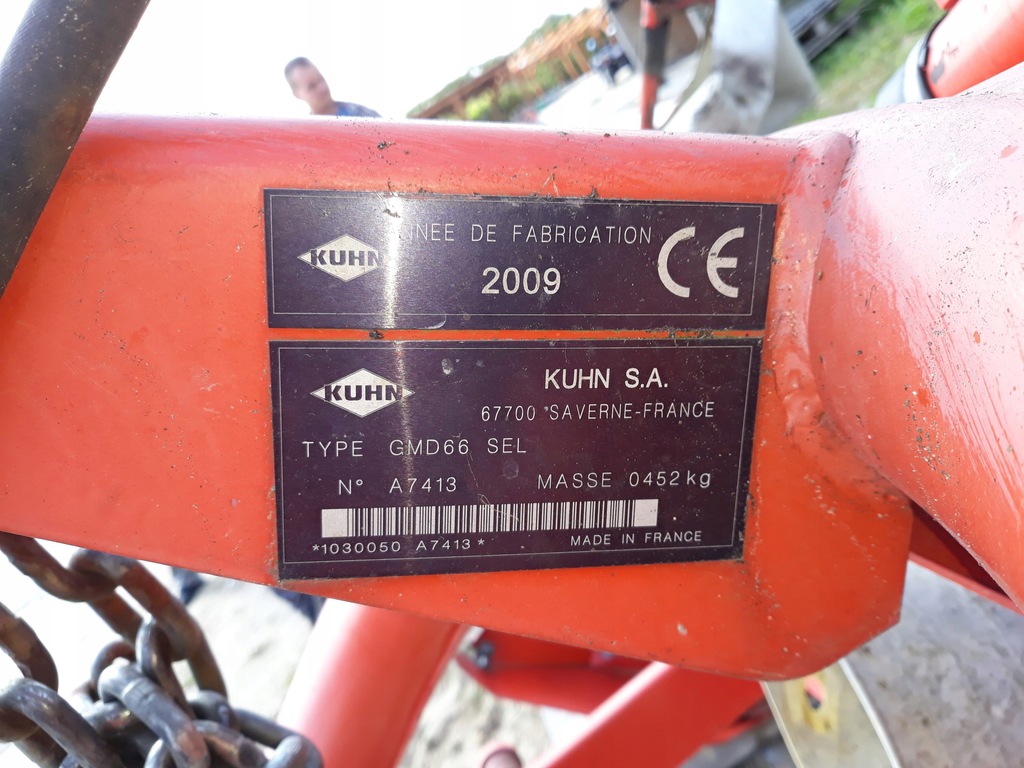 KUHN
NNEE DE FABRICATION
2009
CE
KUHN
KUHN S.A.
67700 SAVERNE-FRANCE
TYPE GMD66 SEL
N° A7413 MASSE 0452 kg
*1030050 A7413*
MADE IN FRANCE